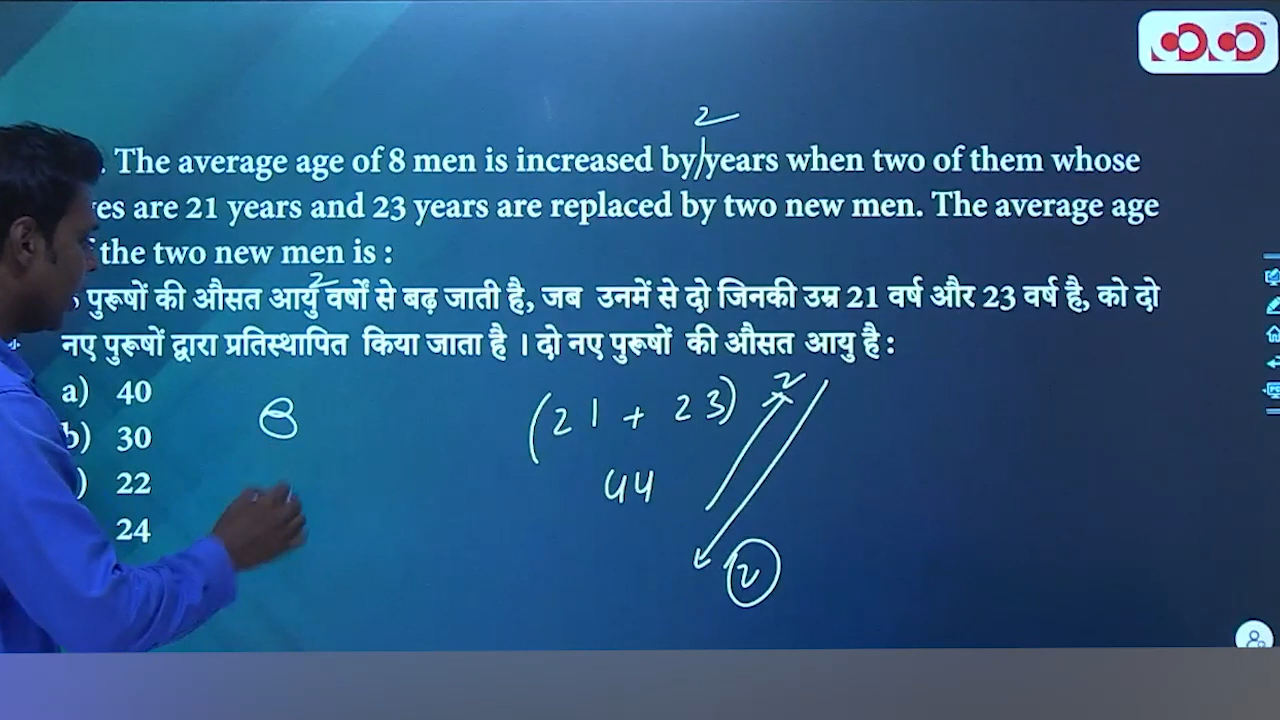 2
. The average age of 8 men is increased by years when two of them whose
es are 21 years and 23 years are replaced by two new men. The average age
the two new men is :
2
पुरूषों की औसत आयु वर्षों से बढ़ जाती है, जब उनमें से दो जिनकी उम्र 21 वर्ष और 23 वर्ष है, को दो
नए पुरूषों द्वारा प्रतिस्थापित किया जाता है । दो नए पुरूषों की औसत आयु है :
a) 40
b) 30
) 22
24
8
(21 + 23) 2
44
2